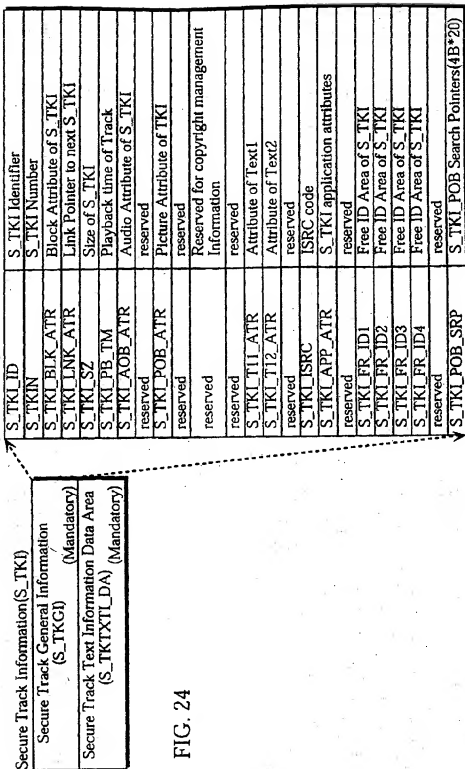 Secure Track Information(S_TKI)
Secure Track General Information
(S_TKGI)
(Mandatory)
Secure Track Text Information Data Area
(S_TKTXTI_DA)
(Mandatory)
FIG. 24
S_TKI_ID S_TKI Identifier
S_TKIN S_TKI Number
S_TKI_BLK_ATR Block Attribute of S_TKI
S_TKI_LNK_ATR Link Pointer to next S_TKI
S_TKI_SZ Size of S_TKI
S_TKI_PB_TM Playback time of Track
S_TKI_AOB_ATR Audio Attribute of S_TKI
reserved reserved
S_TKI_POB_ATR Picture Attribute of TKI
reserved reserved
reserved Reserved for copyright management
Information
reserved reserved
S_TKI_TI1_ATR Attribute of Text1
S_TKI_TI2_ATR Attribute of Text2
reserved reserved
S_TKI_ISRC ISRC code
S_TKI_APP_ATR S_TKI application attributes
reserved reserved
S_TKI_FR_ID1 Free ID Area of S_TKI
S_TKI_FR_ID2 Free ID Area of S_TKI
S_TKI_FR_ID3 Free ID Area of S_TKI
S_TKI_FR_ID4 Free ID Area of S_TKI
reserved reserved
S_TKI_POB_SRP S_TKI_POB Search Pointers(4B*20)